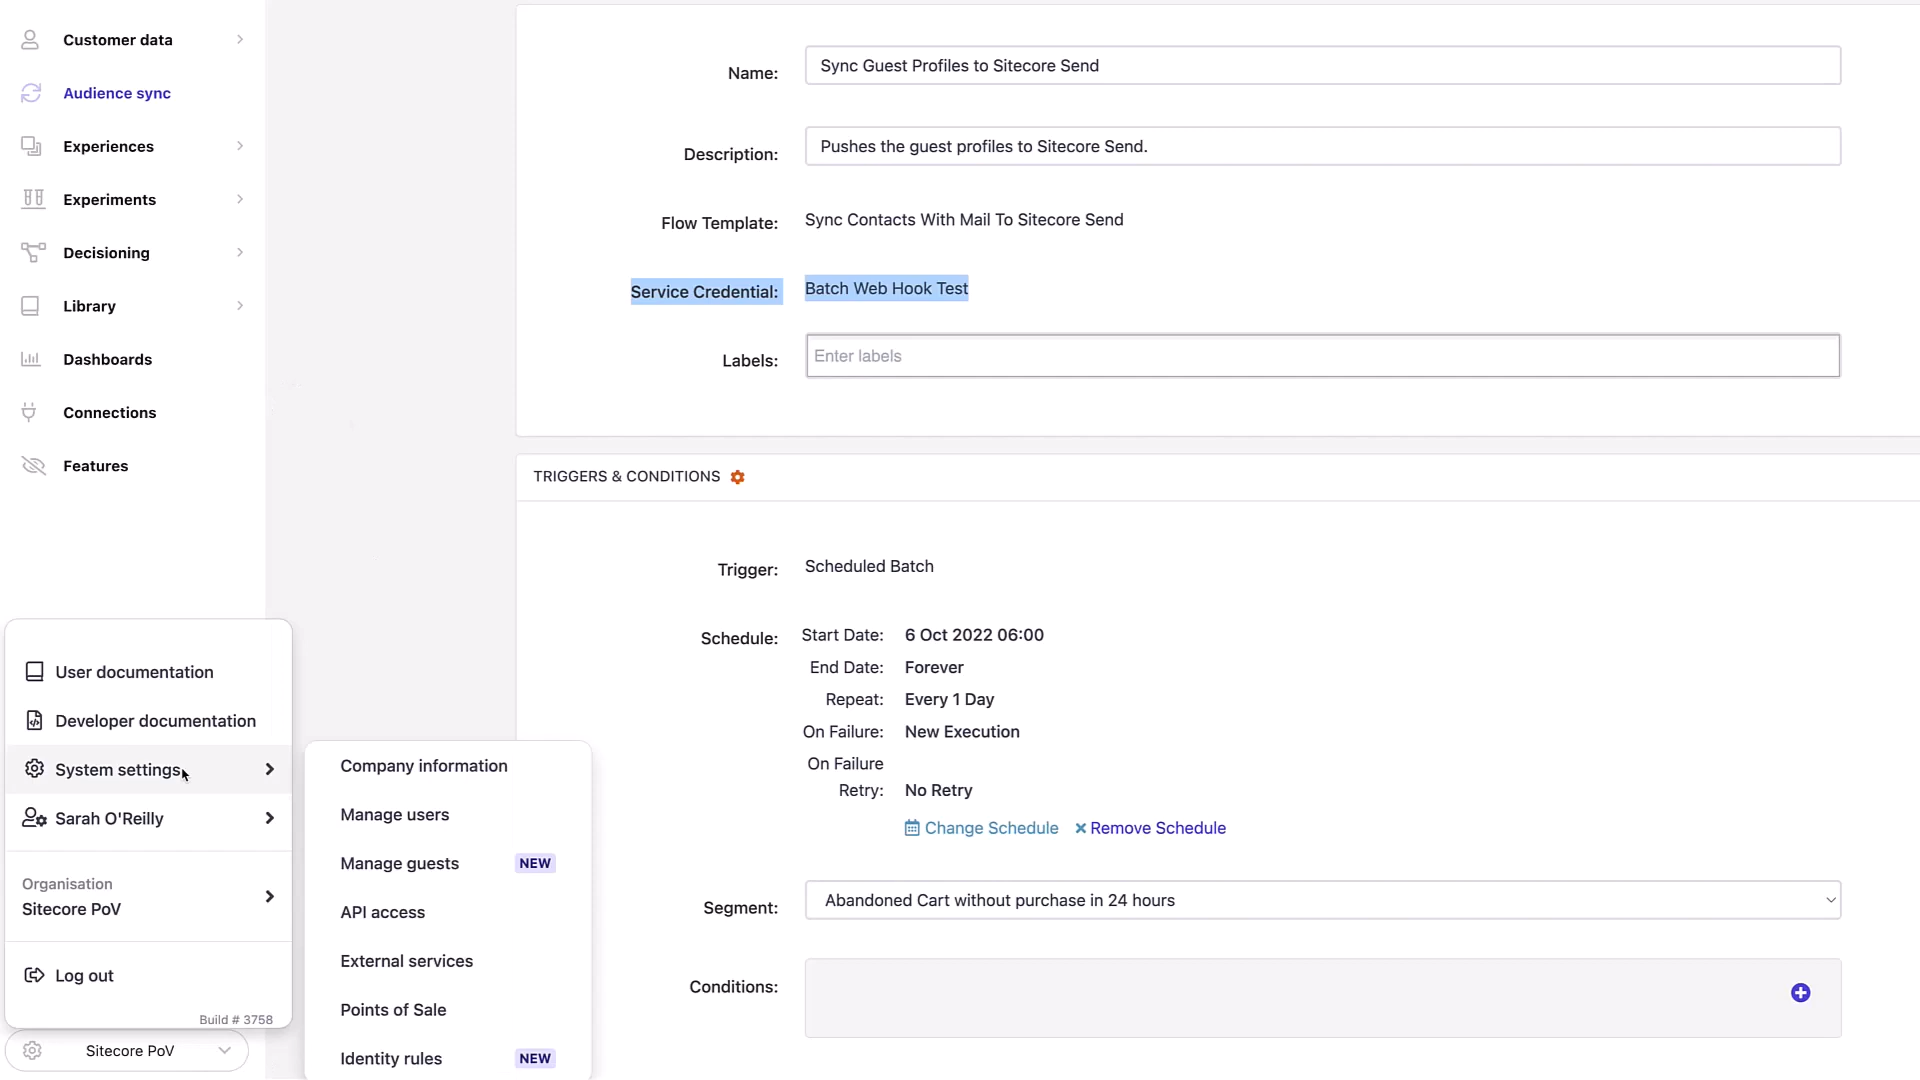 Customer data
Audience sync
Experiences
Experiments
Decisioning
Library
Dashboards
Connections
Features
User documentation
Developer documentation
System settings
Sarah O'Reilly
Organisation
Sitecore PoV
Log out
Build # 3758
Sitecore PoV
Company information
Manage users
Manage guests NEW
API access
External services
Points of Sale
Identity rules NEW
Name: Sync Guest Profiles to Sitecore Send
Description: Pushes the guest profiles to Sitecore Send.
Flow Template: Sync Contacts With Mail To Sitecore Send
Service Credential: Batch Web Hook Test
Labels: Enter labels
TRIGGERS & CONDITIONS
Trigger: Scheduled Batch
Schedule: Start Date: 6 Oct 2022 06:00
End Date: Forever
Repeat: Every 1 Day
On Failure: New Execution
On Failure
Retry: No Retry
Change Schedule Remove Schedule
Segment: Abandoned Cart without purchase in 24 hours
Conditions: